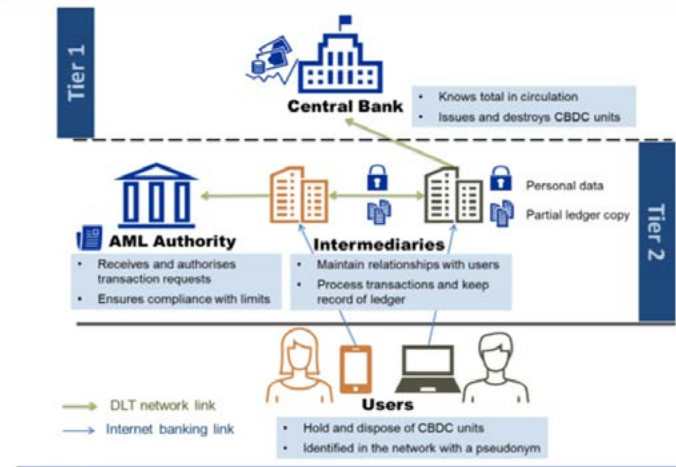 Tier 1
Central Bank
• Knows total in circulation
• Issues and destroys CBDC units
Tier 2
Personal data
Partial ledger copy
AML Authority
• Receives and authorises
transaction requests
• Ensures compliance with limits
Intermediaries
• Maintain relationships with users
• Process transactions and keep
record of ledger
Users
• Hold and dispose of CBDC units
• Identified in the network with a pseudonym
DLT network link
Internet banking link